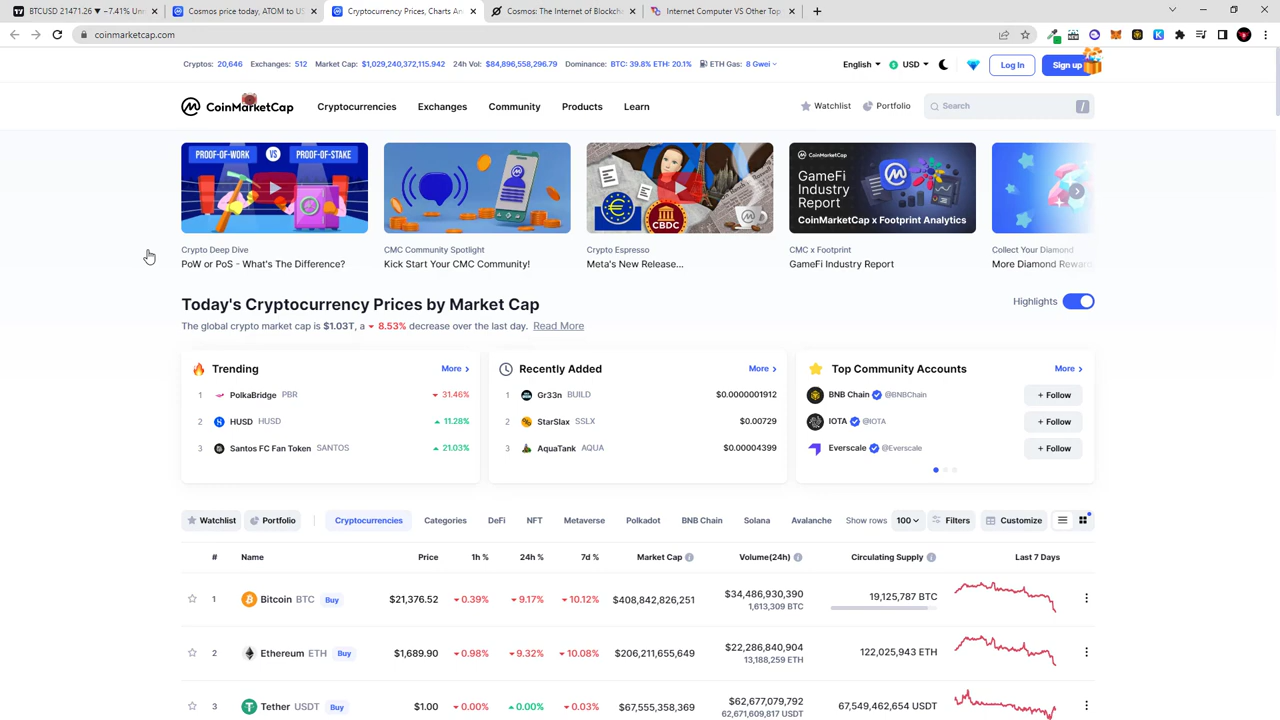 BTCUSD 21471.26 ▼ −7.41% Un
Cosmos price today, ATOM to US
Cryptocurrency Prices, Charts An
Cosmos: The Internet of Blockch
Internet Computer VS Other Top
coinmarketcap.com
Cryptos: 20,646
Exchanges: 512
Market Cap: $1,029,240,372,115.942
24h Vol: $84,896,558,296.79
Dominance: BTC: 39.8% ETH: 20.1%
ETH Gas: 8 Gwei
English
USD
Log In
Sign up
CoinMarketCap
Cryptocurrencies
Exchanges
Community
Products
Learn
Watchlist
Portfolio
Search
/
PROOF-OF-WORK VS PROOF-OF-STAKE
CBDC
CoinMarketCap
GameFi
Industry
Report
CoinMarketCap x Footprint Analytics
Crypto Deep Dive
PoW or PoS - What's The Difference?
CMC Community Spotlight
Kick Start Your CMC Community!
Crypto Espresso
Meta's New Release...
CMC x Footprint
GameFi Industry Report
Collect Your Diamond
More Diamond Reward
Today's Cryptocurrency Prices by Market Cap
Highlights
The global crypto market cap is $1.03T, a ▼ 8.53% decrease over the last day. Read More
Trending
More >
1 PolkaBridge PBR ▼ 31.46%
2 HUSD HUSD ▲ 11.28%
3 Santos FC Fan Token SANTOS ▲ 21.03%
Recently Added
More >
1 Gr33n BUILD $0.0000001912
2 StarSlax SSLX $0.00729
3 AquaTank AQUA $0.00004399
Top Community Accounts
More >
BNB Chain @BNBChain + Follow
IOTA @IOTA + Follow
Everscale @Everscale + Follow
Watchlist
Portfolio
Cryptocurrencies
Categories
DeFi
NFT
Metaverse
Polkadot
BNB Chain
Solana
Avalanche
Show rows 100
Filters
Customize
# Name Price 1h % 24h % 7d % Market Cap Volume(24h) Circulating Supply Last 7 Days
1 Bitcoin BTC Buy $21,376.52 ▼ 0.39% ▼ 9.17% ▼ 10.12% $408,842,826,251 $34,486,930,390 19,125,787 BTC
1,613,309 BTC
2 Ethereum ETH Buy $1,689.90 ▼ 0.98% ▼ 9.32% ▼ 10.08% $206,211,655,649 $22,286,840,904 122,025,943 ETH
13,188,259 ETH
3 Tether USDT Buy $1.00 ▼ 0.00% ▲ 0.00% ▼ 0.03% $67,555,358,369 $62,677,079,792 67,549,462,654 USDT
62,671,609,817 USDT